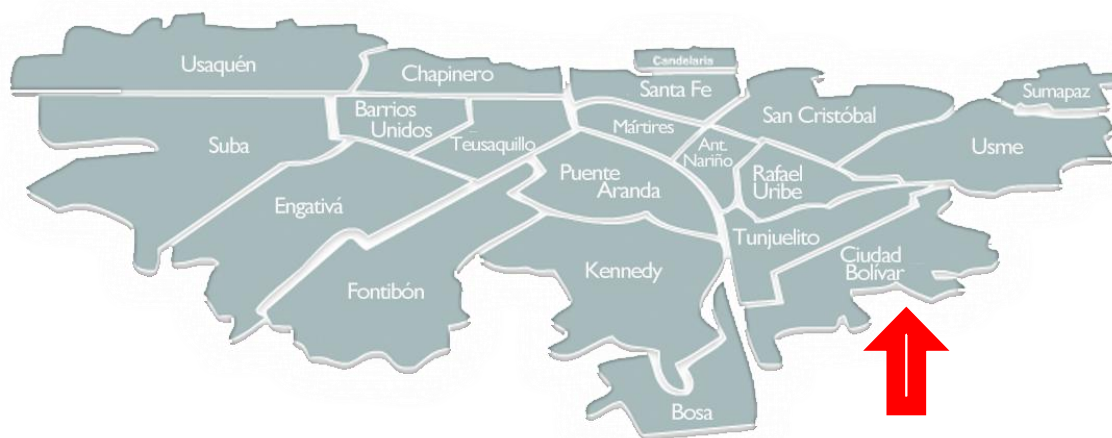 Usaquén
Chapinero
Candelaria
Santa Fe
San Cristóbal
Sumapaz
Suba
Barrios
Unidos
Teusaquillo
Mártires
Ant.
Nariño
Usme
Engativá
Puente
Aranda
Rafael
Uribe
Fontibón
Kennedy
Tunjuelito
Ciudad
Bolívar
Bosa